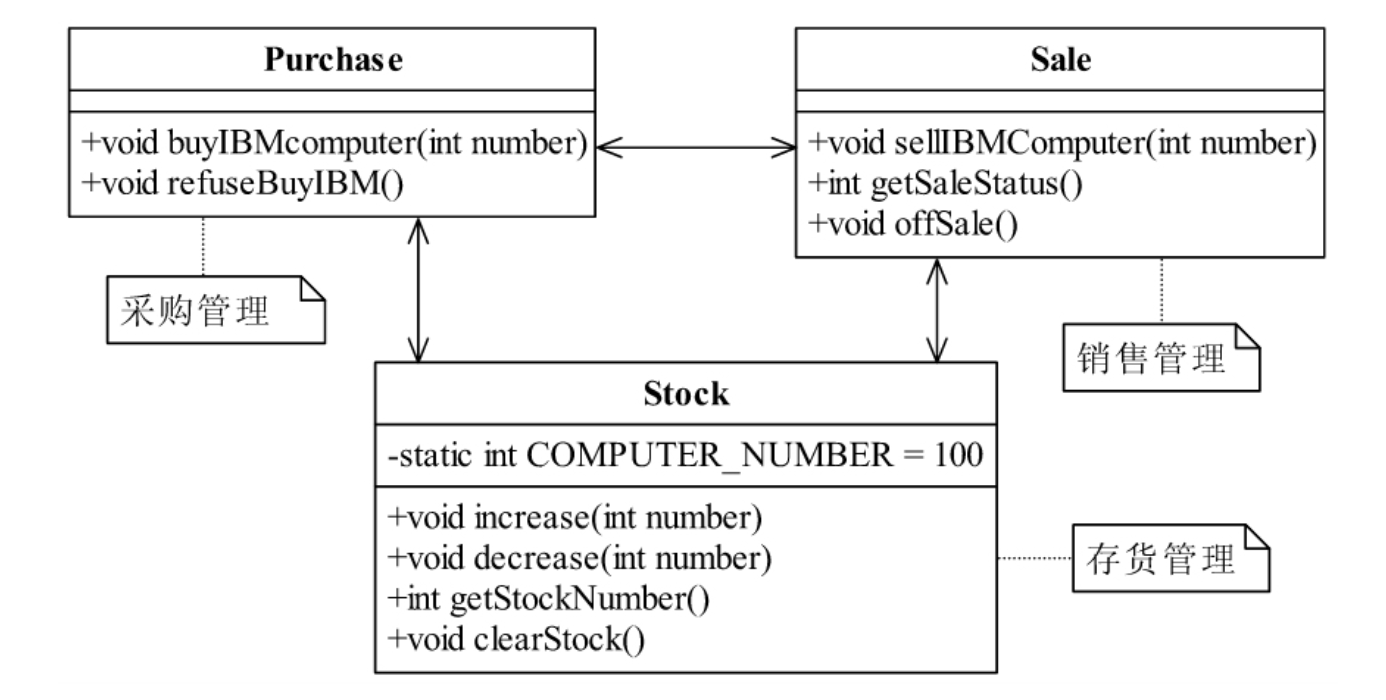 Purchase
+void buyIBMcomputer(int number)
+void refuseBuyIBM()
采购管理
Sale
+void sellIBMComputer(int number)
+int getSaleStatus()
+void offSale()
销售管理
Stock
-static int COMPUTER_NUMBER = 100
+void increase(int number)
+void decrease(int number)
+int getStockNumber()
+void clearStock()
存货管理